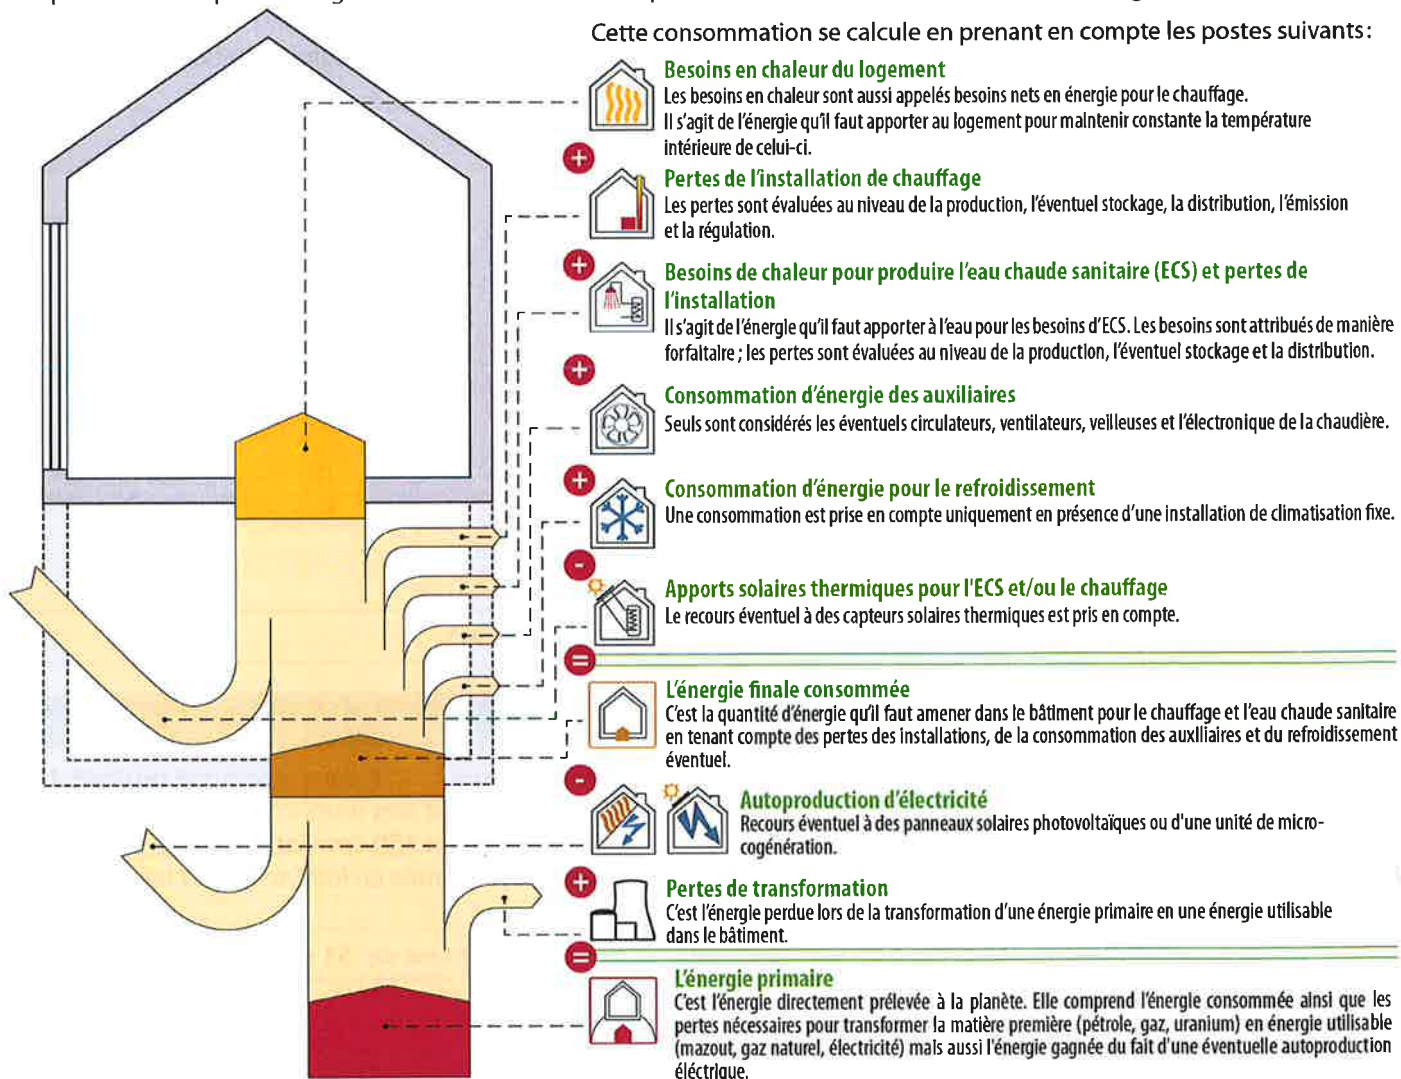 Cette consommation se calcule en prenant en compte les postes suivants:
Besoins en chaleur du logement
Les besoins en chaleur sont aussi appelés besoins nets en énergie pour le chauffage.
Il s'agit de l'énergie qu'il faut apporter au logement pour maintenir constante la température
intérieure de celui-ci.
+
Pertes de l'installation de chauffage
Les pertes sont évaluées au niveau de la production, l'éventuel stockage, la distribution, l'émission
et la régulation.
+
Besoins de chaleur pour produire l'eau chaude sanitaire (ECS) et pertes de
l'installation
Il s'agit de l'énergie qu'il faut apporter à l'eau pour les besoins d'ECS. Les besoins sont attribués de manière
forfaitaire ; les pertes sont évaluées au niveau de la production, l'éventuel stockage et la distribution.
+
Consommation d'énergie des auxiliaires
Seuls sont considérés les éventuels circulateurs, ventilateurs, veilleuses et l'électronique de la chaudière.
+
Consommation d'énergie pour le refroidissement
Une consommation est prise en compte uniquement en présence d'une installation de climatisation fixe.
-
Apports solaires thermiques pour l'ECS et/ou le chauffage
Le recours éventuel à des capteurs solaires thermiques est pris en compte.
=
L'énergie finale consommée
C'est la quantité d'énergie qu'il faut amener dans le bâtiment pour le chauffage et l'eau chaude sanitaire
en tenant compte des pertes des installations, de la consommation des auxiliaires et du refroidissement
éventuel.
-
Autoproduction d'électricité
Recours éventuel à des panneaux solaires photovoltaïques ou d'une unité de micro-
cogénération.
+
Pertes de transformation
C'est l'énergie perdue lors de la transformation d'une énergie primaire en une énergie utilisable
dans le bâtiment.
=
L'énergie primaire
C'est l'énergie directement prélevée à la planète. Elle comprend l'énergie consommée ainsi que les
pertes nécessaires pour transformer la matière première (pétrole, gaz, uranium) en énergie utilisable
(mazout, gaz naturel, électricité) mais aussi l'énergie gagnée du fait d'une éventuelle autoproduction
éléctrique.